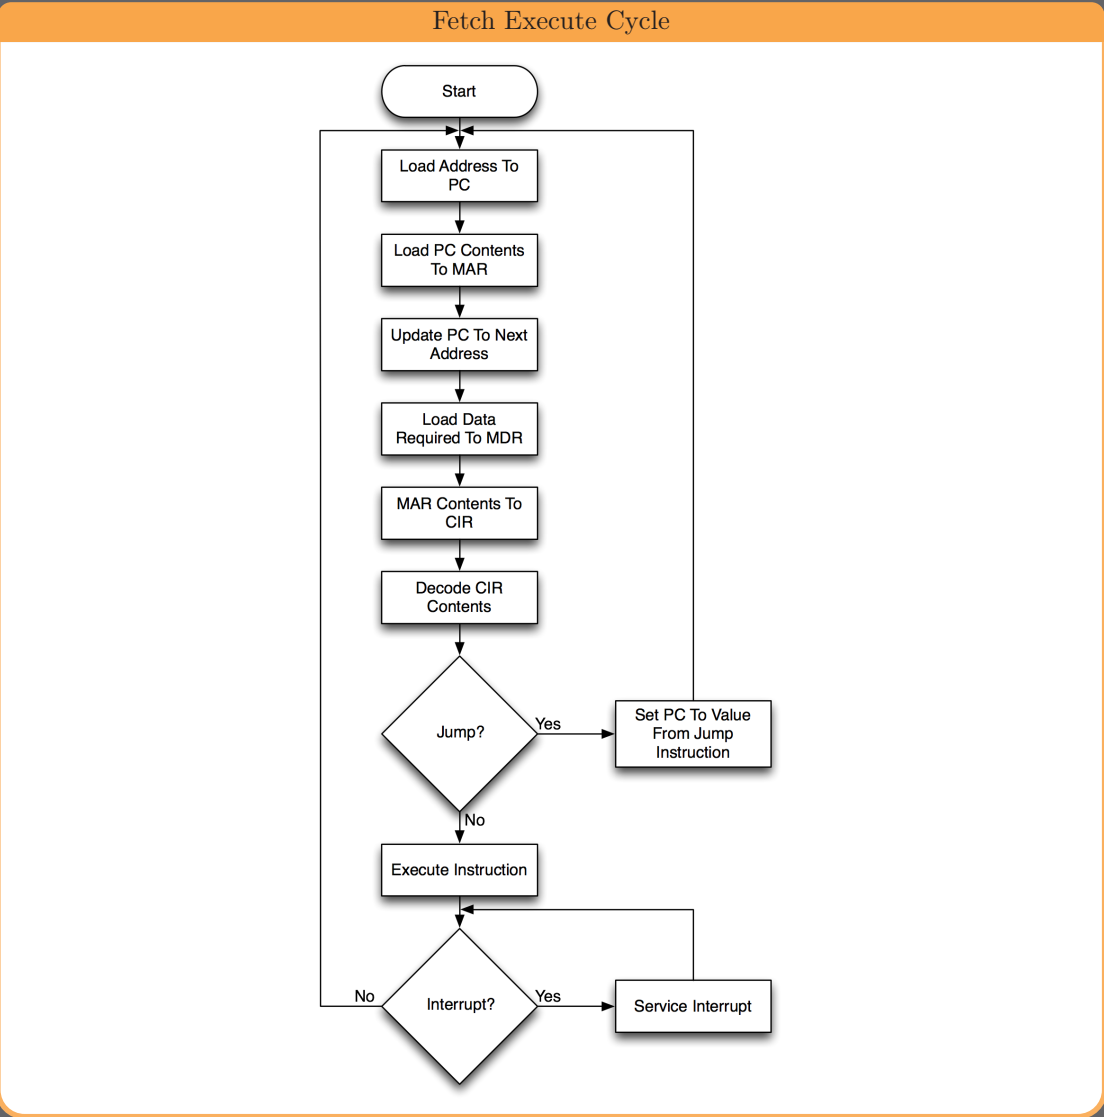 Fetch Execute Cycle
Start
Load Address To
PC
Load PC Contents
To MAR
Update PC To Next
Address
Load Data
Required To MDR
MAR Contents To
CIR
Decode CIR
Contents
Jump?
Yes
Set PC To Value
From Jump
Instruction
No
Execute Instruction
No
Interrupt?
Yes
Service Interrupt